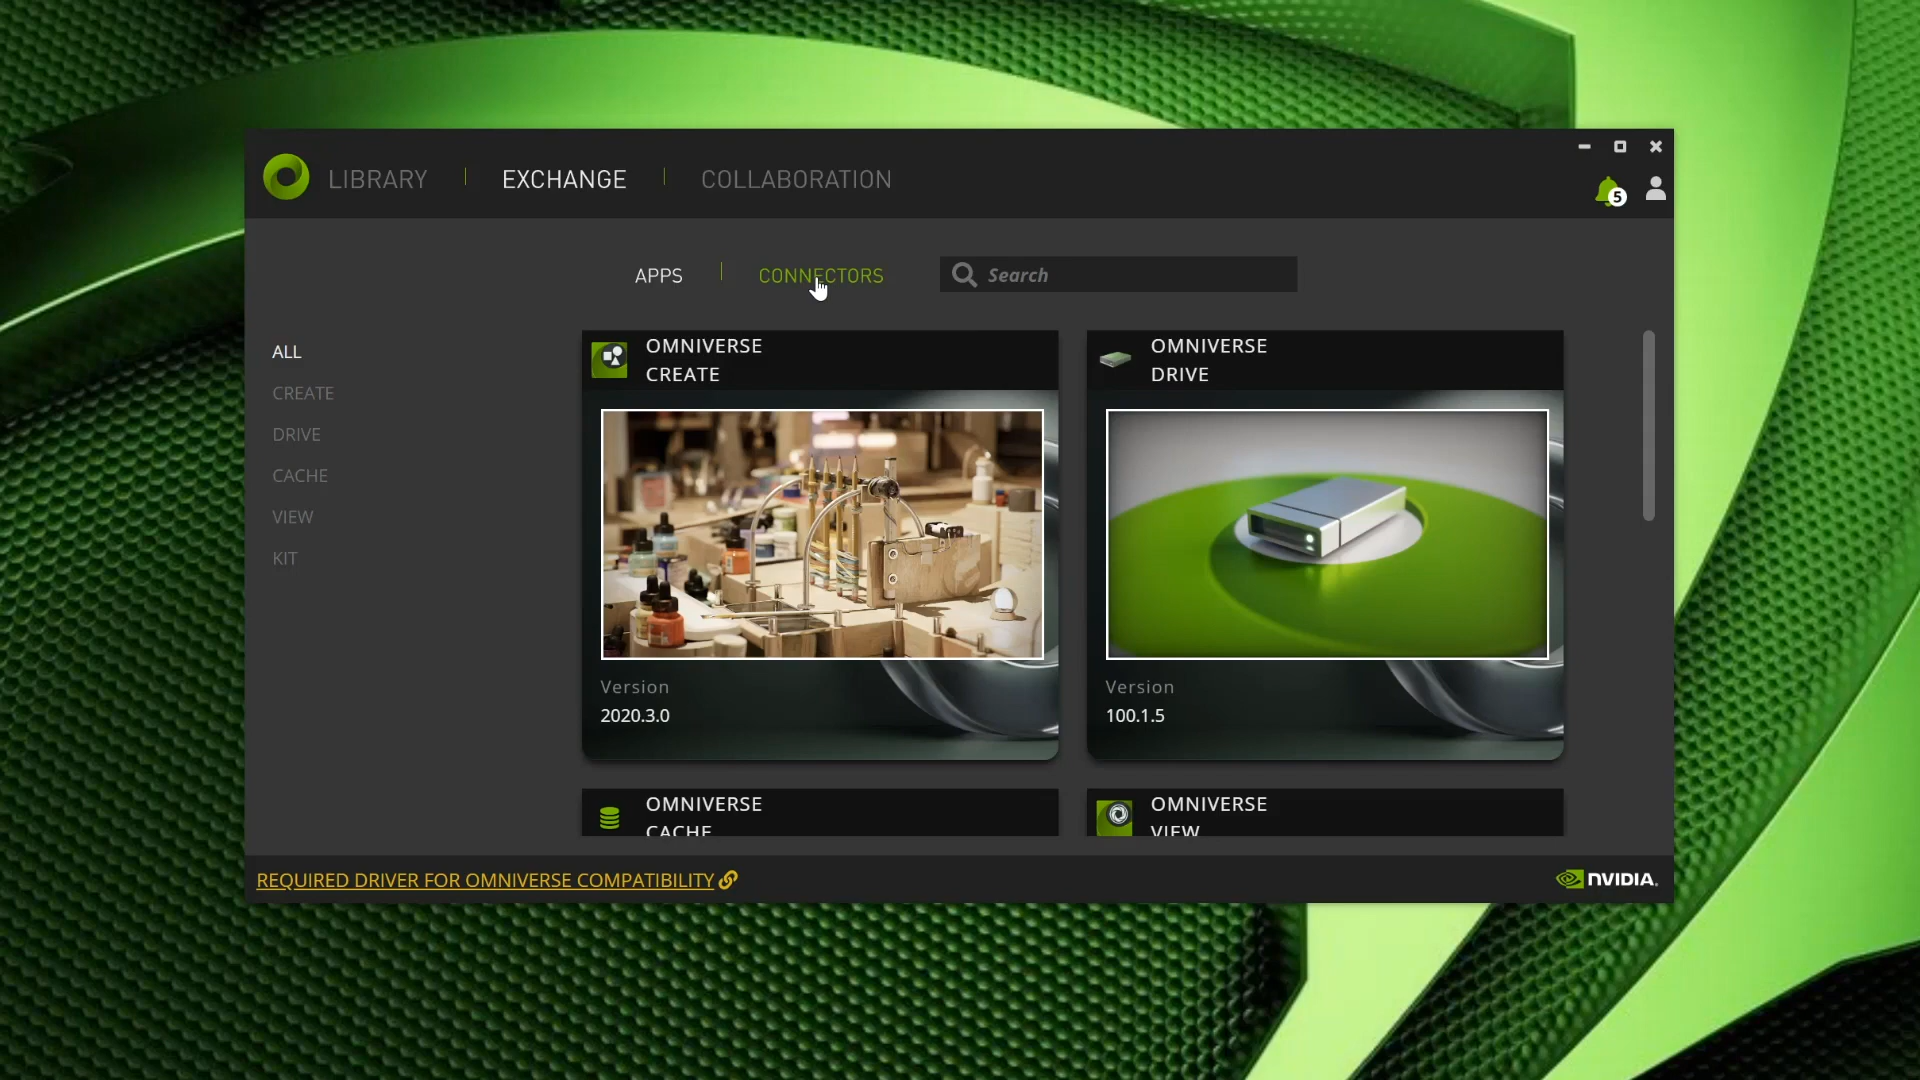 LIBRARY
EXCHANGE
COLLABORATION
5
APPS
CONNECTORS
Search
ALL
CREATE
DRIVE
CACHE
VIEW
KIT
OMNIVERSE
CREATE
Version
2020.3.0
OMNIVERSE
DRIVE
Version
100.1.5
OMNIVERSE
CACHE
OMNIVERSE
VIEW
REQUIRED DRIVER FOR OMNIVERSE COMPATIBILITY
NVIDIA.